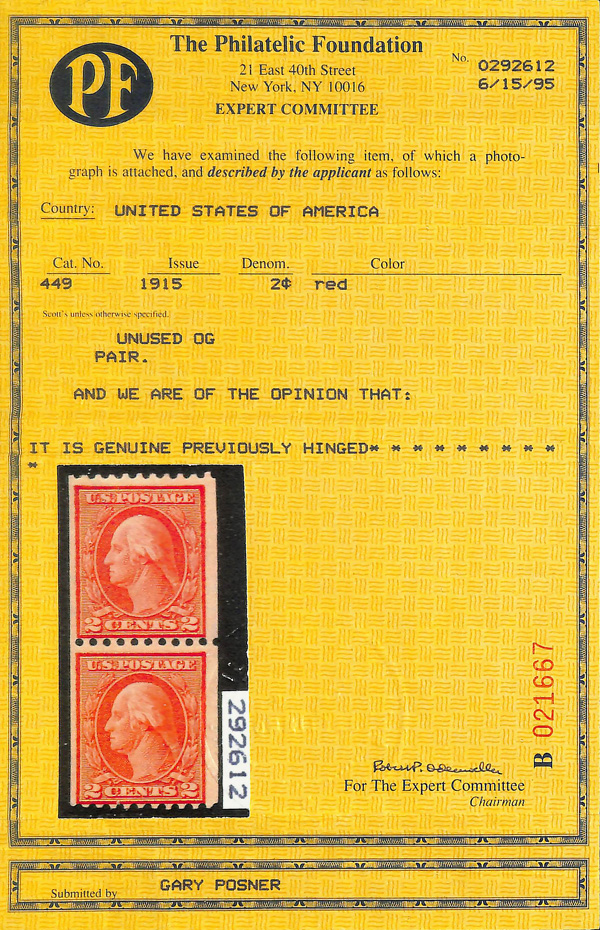 PF
The Philatelic Foundation
21 East 40th Street
New York, NY 10016
EXPERT COMMITTEE
No. 0292612
6/15/95
We have examined the following item, of which a photo-
graph is attached, and described by the applicant as follows:
Country: UNITED STATES OF AMERICA
Cat. No. Issue Denom. Color
449 1915 2¢ red
Scott's unless otherwise specified.
UNUSED OG
PAIR.
AND WE ARE OF THE OPINION THAT:
IT IS GENUINE PREVIOUSLY HINGED* * * * * * * * *
*
U.S. POSTAGE
2 CENTS 2
U.S. POSTAGE
2 CENTS 2
292612
B 021667
For The Expert Committee
Chairman
Submitted by GARY POSNER